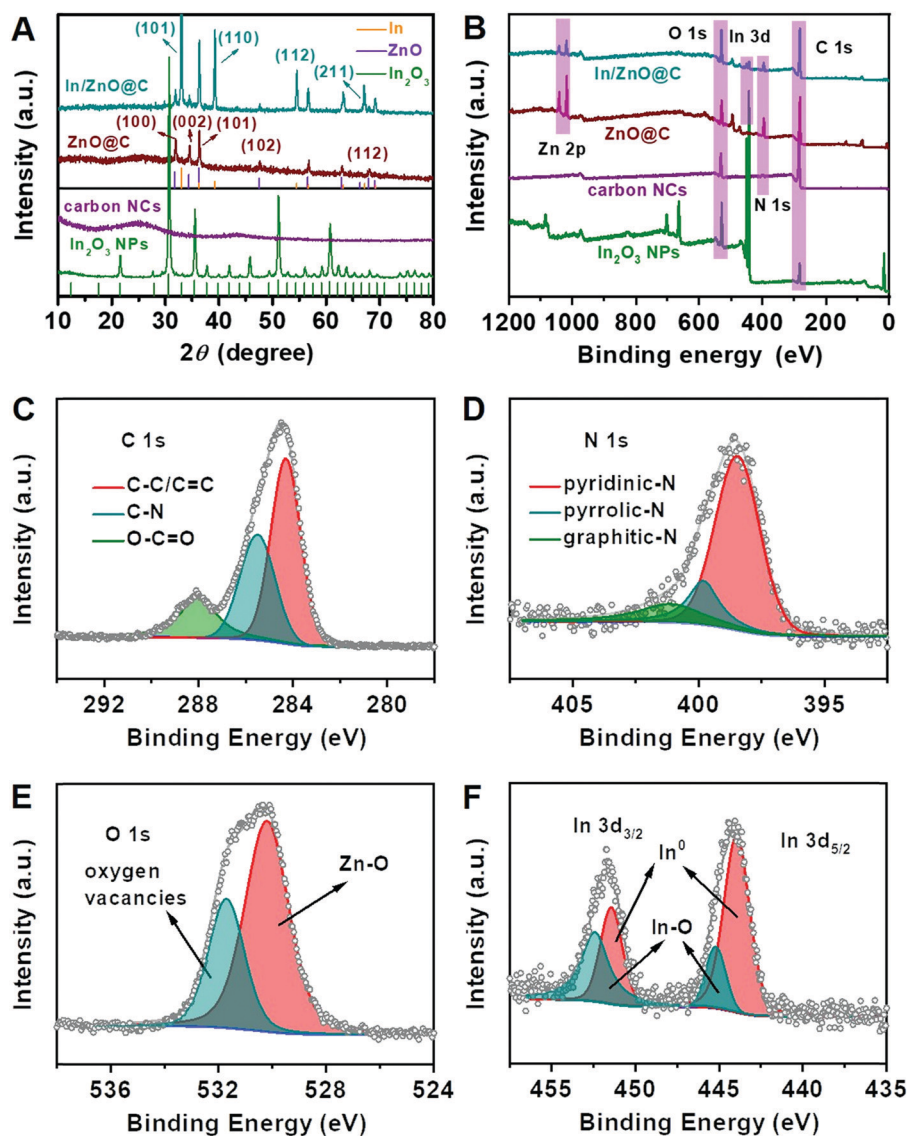 A
(101)
(110)
In
ZnO
In₂O₃
(112)
(211)
In/ZnO@C
(100)
(002)
(101)
ZnO@C
(102)
(112)
carbon NCs
In₂O₃ NPs
Intensity (a.u.)
10 20 30 40 50 60 70 80
2θ (degree)
B
O 1s
In 3d
C 1s
In/ZnO@C
ZnO@C
Zn 2p
carbon NCs
N 1s
In₂O₃ NPs
Intensity (a.u.)
1200 1000 800 600 400 200 0
Binding energy (eV)
C
C 1s
C-C/C=C
C-N
O-C=O
Intensity (a.u.)
292 288 284 280
Binding Energy (eV)
D
N 1s
pyridinic-N
pyrrolic-N
graphitic-N
Intensity (a.u.)
405 400 395
Binding Energy (eV)
E
O 1s
oxygen
vacancies
Zn-O
Intensity (a.u.)
536 532 528 524
Binding Energy (eV)
F
In 3d₃/₂
In⁰
In 3d₅/₂
In-O
Intensity (a.u.)
455 450 445 440 435
Binding Energy (eV)